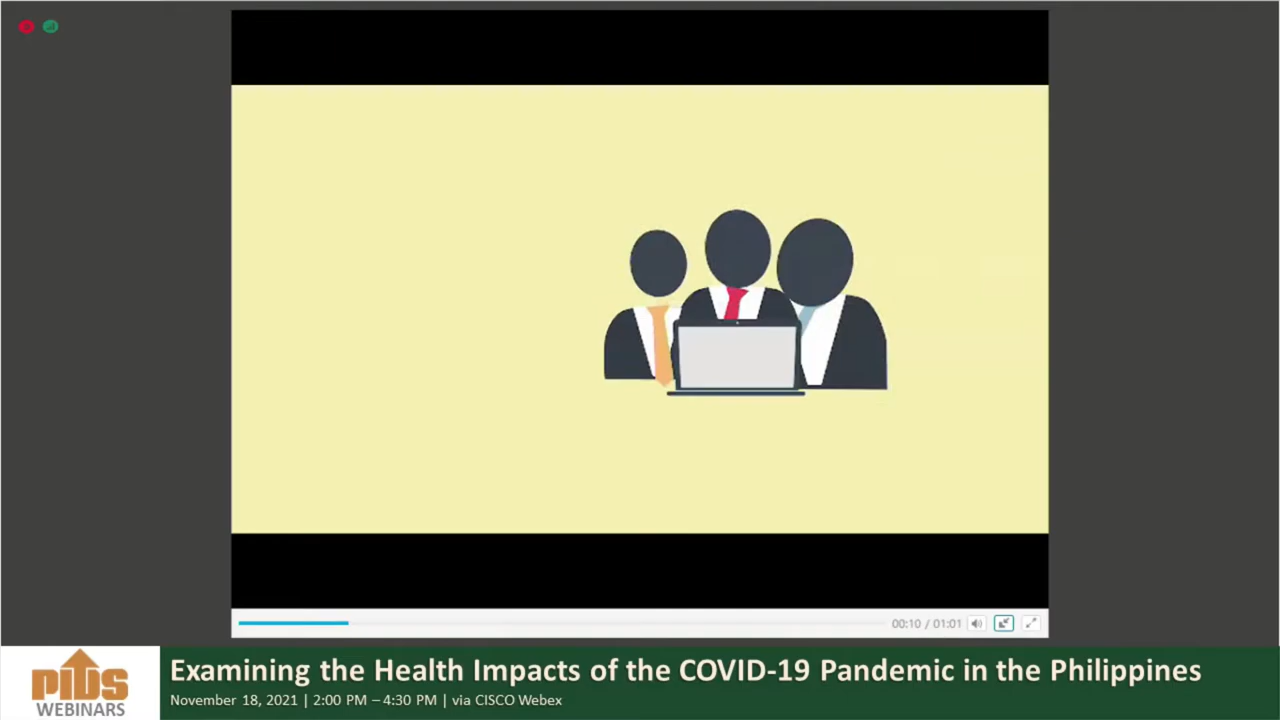 00:10 / 01:01
PIDS
WEBINARS
Examining the Health Impacts of the COVID-19 Pandemic in the Philippines
November 18, 2021 | 2:00 PM – 4:30 PM | via CISCO Webex